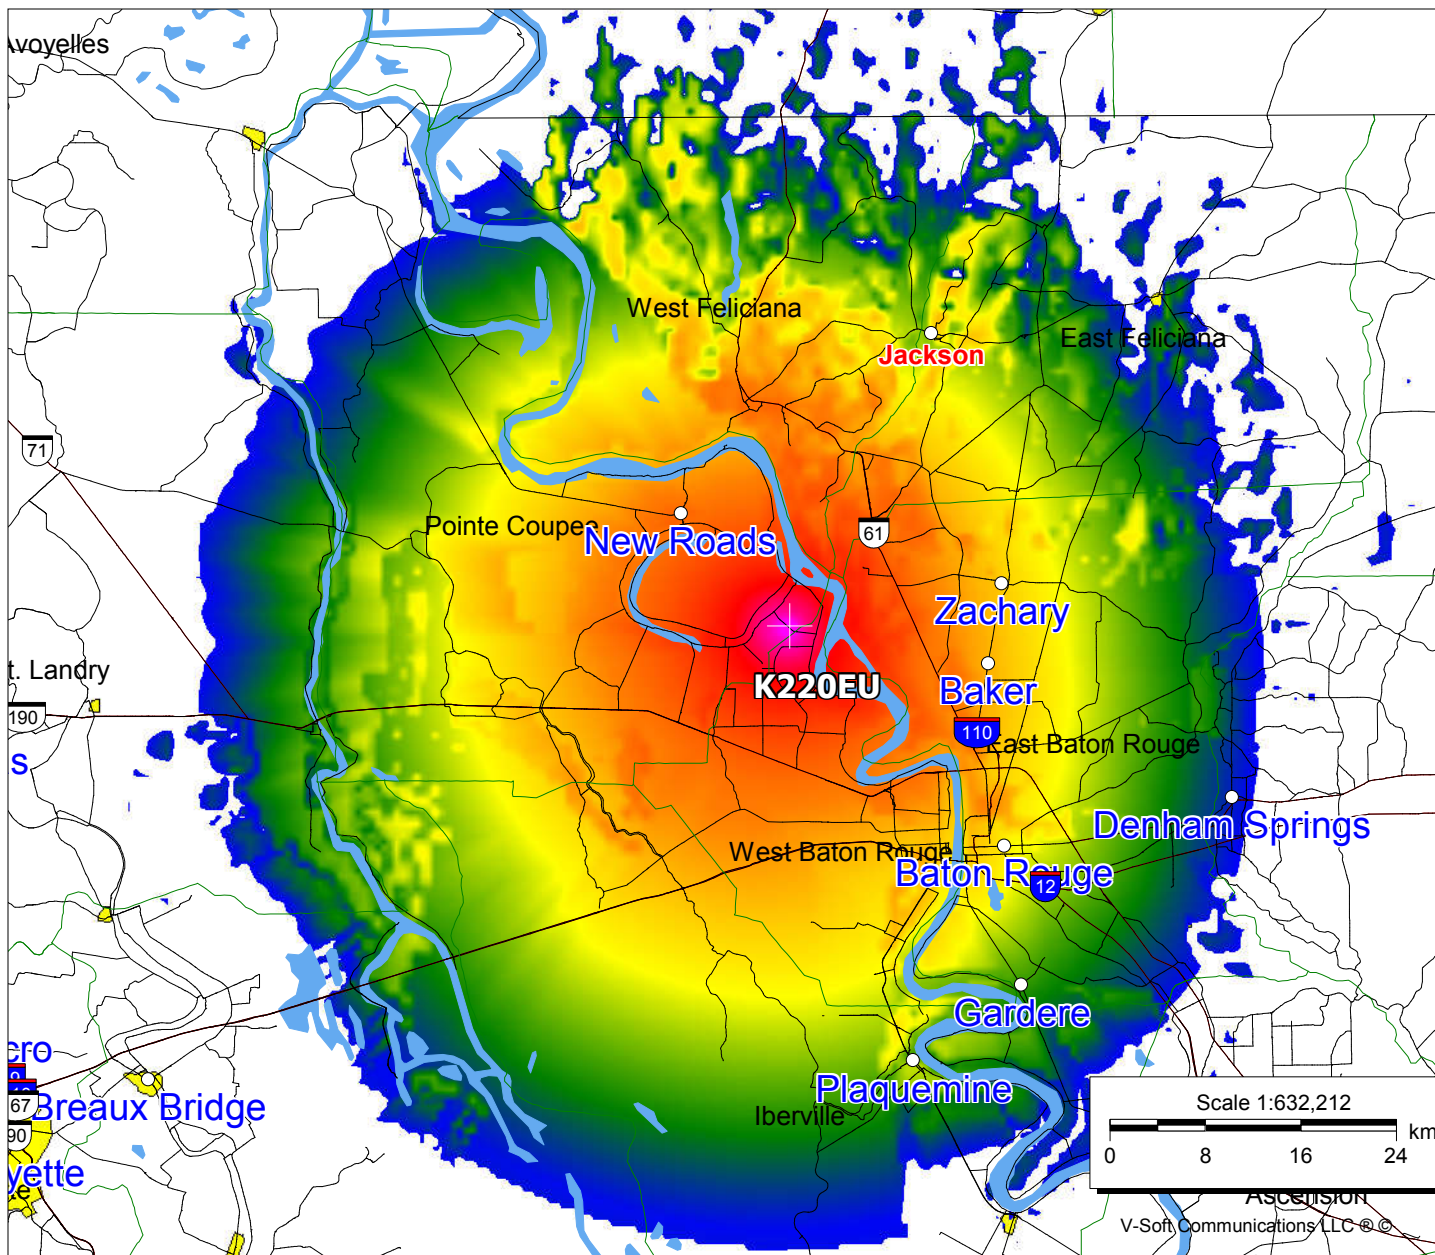 Avoyelles
West Feliciana
East Feliciana
Jackson
71
Pointe Coupee
New Roads
61
Zachary
t. Landry
K220EU
Baker
190
110
East Baton Rouge
s
Denham Springs
West Baton Rouge
Baton Rouge
12
Gardere
cro
Plaquemine
67
Breaux Bridge
Iberville
90
Scale 1:632,212
km
0 8 16 24
yette
Ascension
V-Soft Communications LLC ® ©